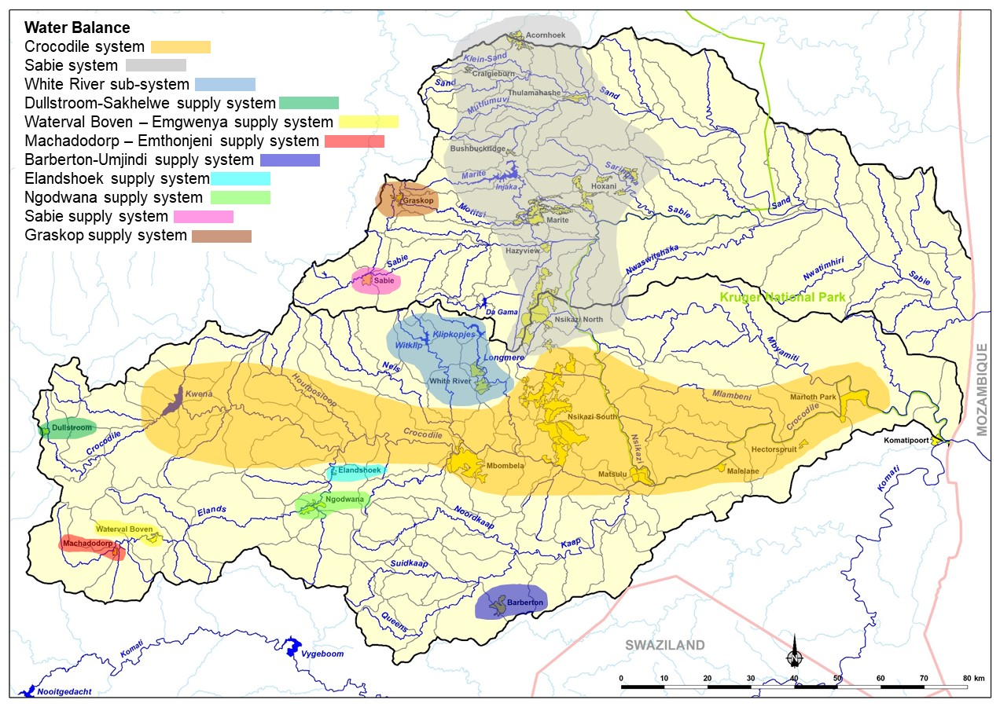 Water Balance
Crocodile system
Sabie system
White River sub-system
Dullstroom-Sakhelwe supply system
Waterval Boven – Emgwenya supply system
Machadodorp – Emthonjeni supply system
Barberton-Umjindi supply system
Elandshoek supply system
Ngodwana supply system
Sabie supply system
Graskop supply system
Acornhoek
Klein-Sand
Craigieburn
Sand
Thulamahashe
Sand
Mutlumuvi
Bushbuckridge
Marite
Injaka
Saringwa
Hoxani
Graskop
Motitsi
Marite
Sabie
Sand
Hazyview
Sabie
Nwaswitshaka
Nwatimhiri
Sabie
Sabie
Kruger National Park
Da Gama
Nsikazi North
Klipkopjes
Witklip
Longmere
Mbyamiti
MOZAMBIQUE
Nels
White River
Houtbosloop
Kwena
Mlambeni
Marloth Park
Crocodile
Nsikazi South
Dullstroom
Crocodile
Crocodile
Komatipoort
Hectorspruit
Nsikazi
Mbombela
Matsulu
Malelane
Elandshoek
Komati
Ngodwana
Elands
Noordkaap
Waterval Boven
Machadodorp
Kaap
Suidkaap
Barberton
Queens
SWAZILAND
Komati
Vygeboom
N
0 10 20 30 40 50 60 70 80 km
Nooitgedacht